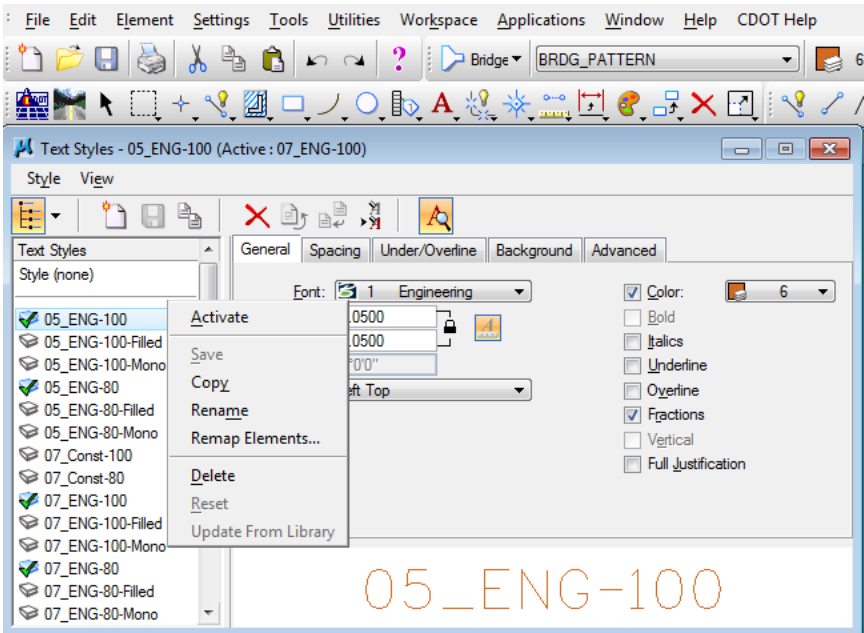 File Edit Element Settings Tools Utilities Workspace Applications Window Help CDOT Help
Bridge BRDG_PATTERN 6
Text Styles - 05_ENG-100 (Active : 07_ENG-100)
Style View
Text Styles
Style (none)
05_ENG-100
05_ENG-100-Filled
05_ENG-100-Mono
05_ENG-80
05_ENG-80-Filled
05_ENG-80-Mono
07_Const-100
07_Const-80
07_ENG-100
07_ENG-100-Filled
07_ENG-100-Mono
07_ENG-80
07_ENG-80-Filled
07_ENG-80-Mono
Activate
Save
Copy
Rename
Remap Elements...
Delete
Reset
Update From Library
General Spacing Under/Overline Background Advanced
Font: 1 Engineering
.0500
.0500
°0'0"
eft Top
Color: 6
Bold
Italics
Underline
Overline
Fractions
Vertical
Full Justification
05_ENG-100